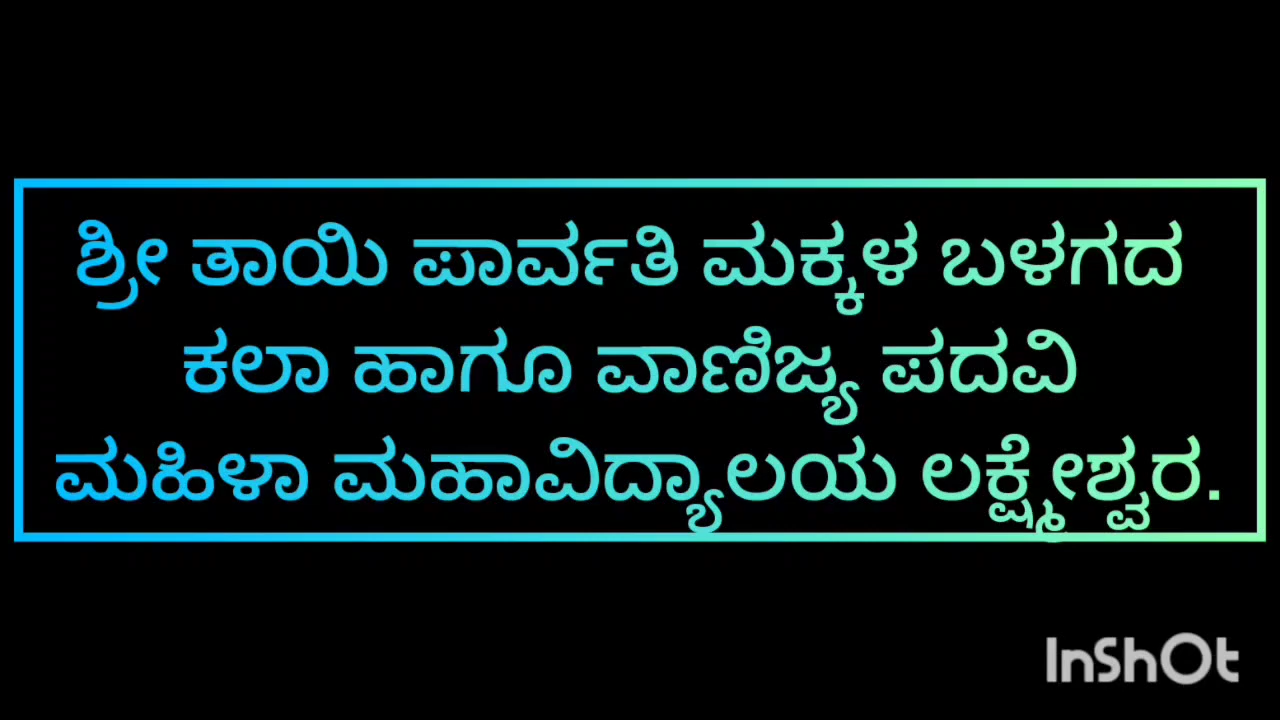 ಶ್ರೀ ತಾಯಿ ಪಾರ್ವತಿ ಮಕ್ಕಳ ಬಳಗದ
ಕಲಾ ಹಾಗೂ ವಾಣಿಜ್ಯ ಪದವಿ
ಮಹಿಳಾ ಮಹಾವಿದ್ಯಾಲಯ ಲಕ್ಷ್ಮೇಶ್ವರ.
InShOt